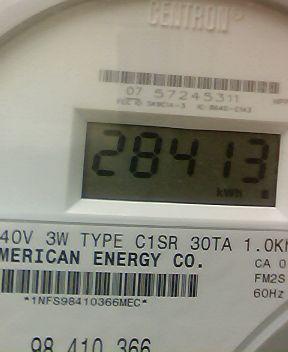 CENTRON®
07 57245311
28413
kWh
40V 3W TYPE C1SR 30TA 1.0K
MERICAN ENERGY CO.
CA 0
FM2S
60Hz
*1NFS98410366MEC*
98 410 366